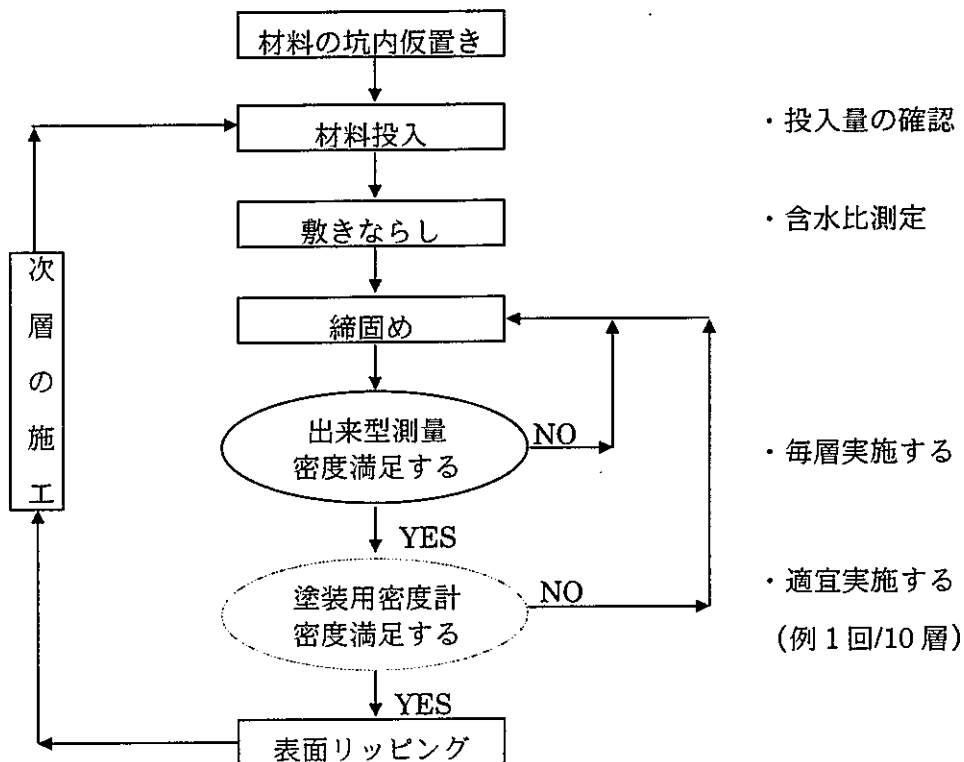 材料の坑内仮置き
材料投入
・投入量の確認
敷きならし
・含水比測定
次層の施工
締固め
出来型測量
密度満足する
NO
・毎層実施する
YES
塗装用密度計
密度満足する
NO
・適宜実施する
(例 1 回/10 層)
YES
表面リッピング